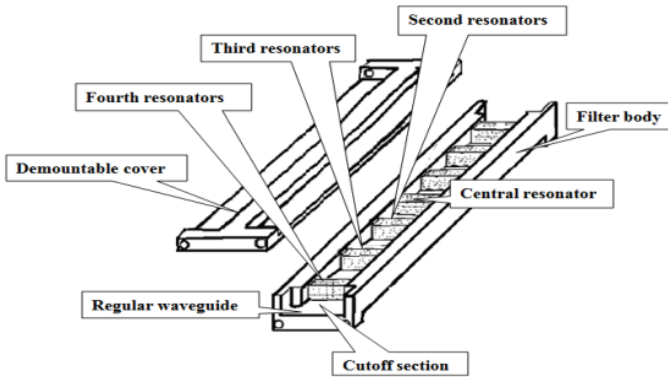 Second resonators
Third resonators
Fourth resonators
Filter body
Demountable cover
Central resonator
Regular waveguide
Cutoff section